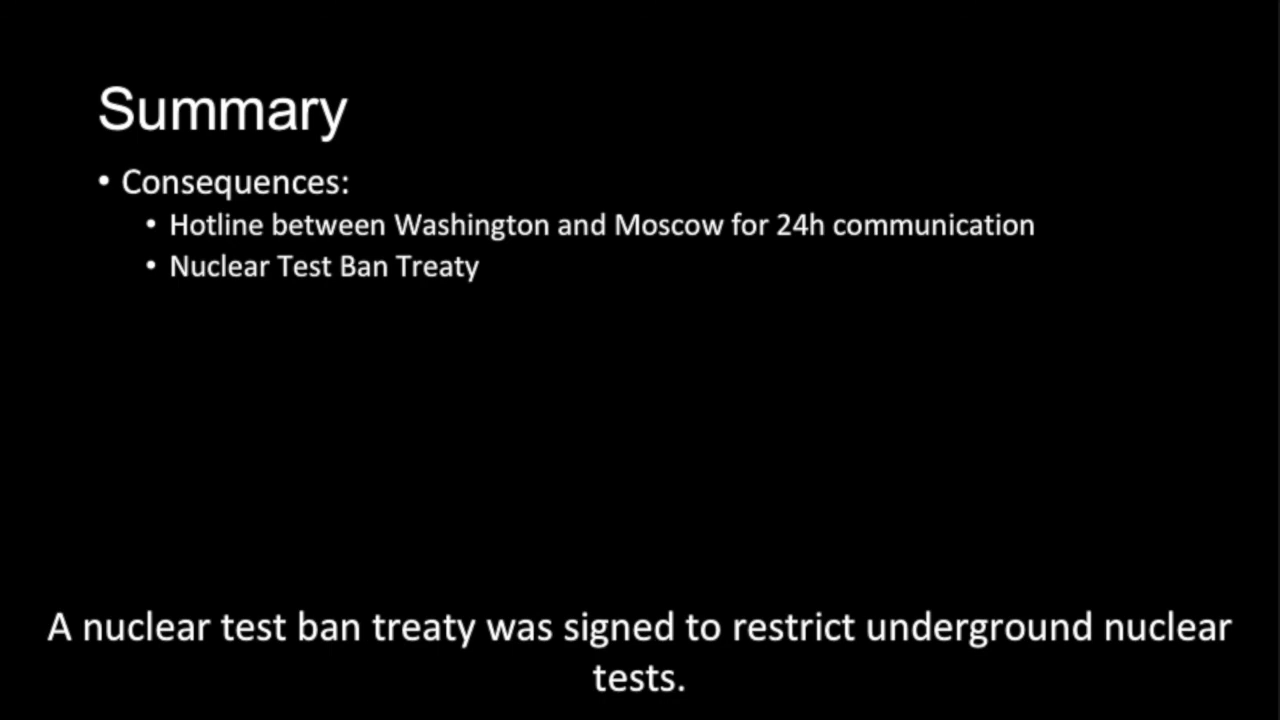 Summary
• Consequences:
• Hotline between Washington and Moscow for 24h communication
• Nuclear Test Ban Treaty
A nuclear test ban treaty was signed to restrict underground nuclear
tests.